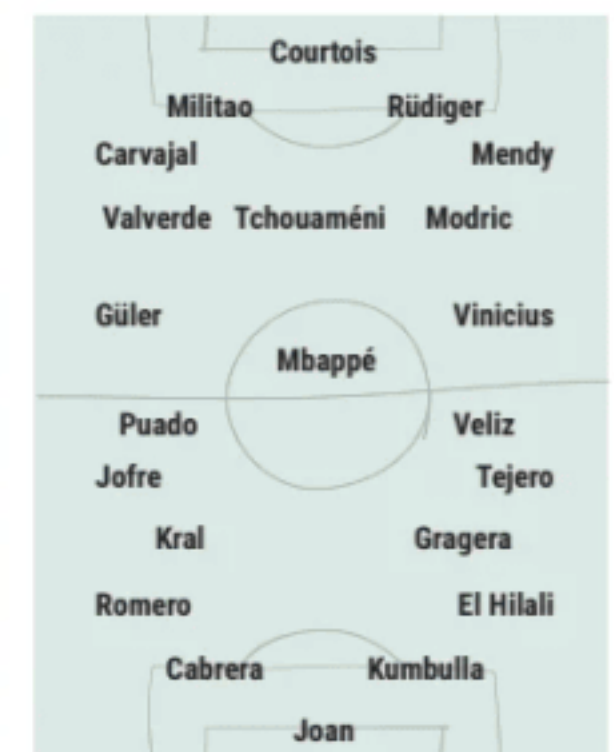 Courtois
Militao Rüdiger
Carvajal Mendy
Valverde Tchouaméni Modric
Güler Vinicius
Mbappé
Puado Veliz
Jofre Tejero
Kral Gragera
Romero El Hilali
Cabrera Kumbulla
Joan